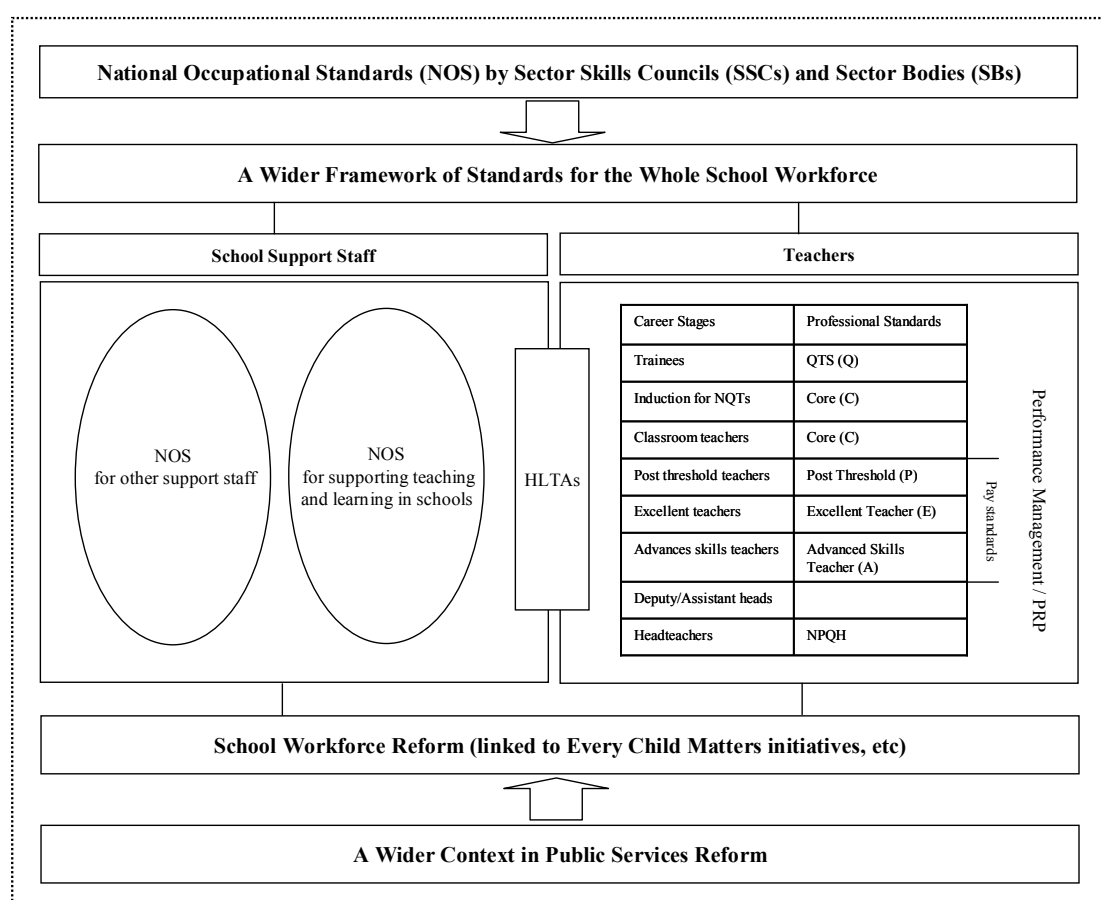 National Occupational Standards (NOS) by Sector Skills Councils (SSCs) and Sector Bodies (SBs)
A Wider Framework of Standards for the Whole School Workforce
School Support Staff
Teachers
NOS
for other support staff
NOS
for supporting teaching
and learning in schools
HLTAs
Career Stages
Professional Standards
Trainees
QTS (Q)
Induction for NQTs
Core (C)
Classroom teachers
Core (C)
Post threshold teachers
Post Threshold (P)
Excellent teachers
Excellent Teacher (E)
Advances skills teachers
Advanced Skills
Teacher (A)
Deputy/Assistant heads
Headteachers
NPQH
Pay standards
Performance Management / PRP
School Workforce Reform (linked to Every Child Matters initiatives, etc)
A Wider Context in Public Services Reform